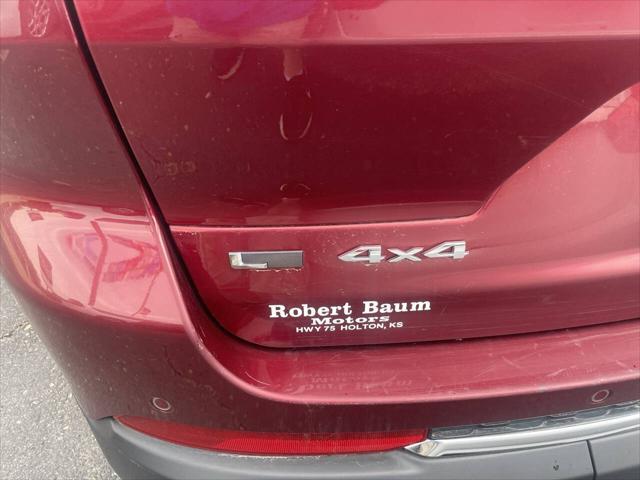 4x4
Robert Baum
Motors
HWY 75 HOLTON, KS